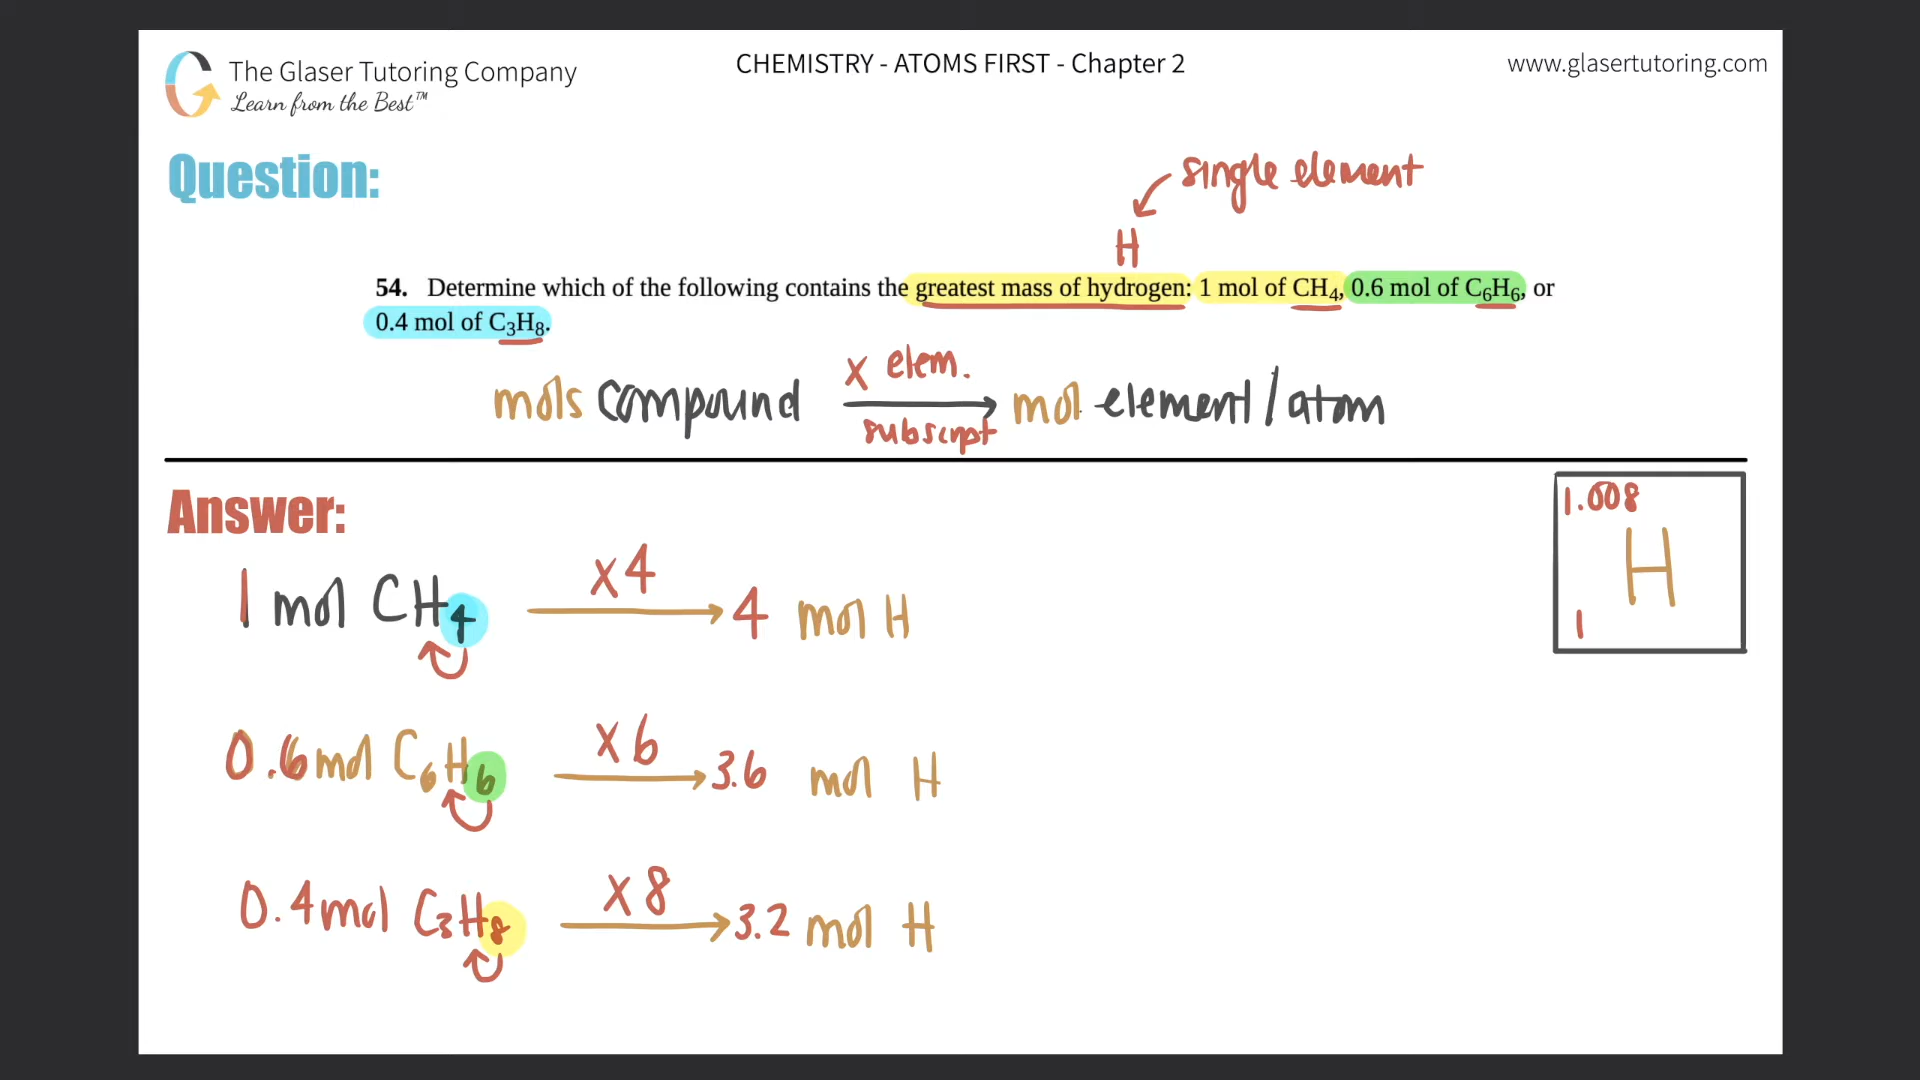 The Glaser Tutoring Company
Learn from the Best™
CHEMISTRY - ATOMS FIRST - Chapter 2
www.glasertutoring.com
Question:
single element
H
54. Determine which of the following contains the greatest mass of hydrogen: 1 mol of CH₄, 0.6 mol of C₆H₆, or
0.4 mol of C₃H₈.
x elem.
mols compound → mol element/atom
subscript
Answer:
1.008
H
1
x4
1 mol CH₄ → 4 mol H
x6
0.6 mol C₆H₆ → 3.6 mol H
x8
0.4 mol C₃H₈ → 3.2 mol H